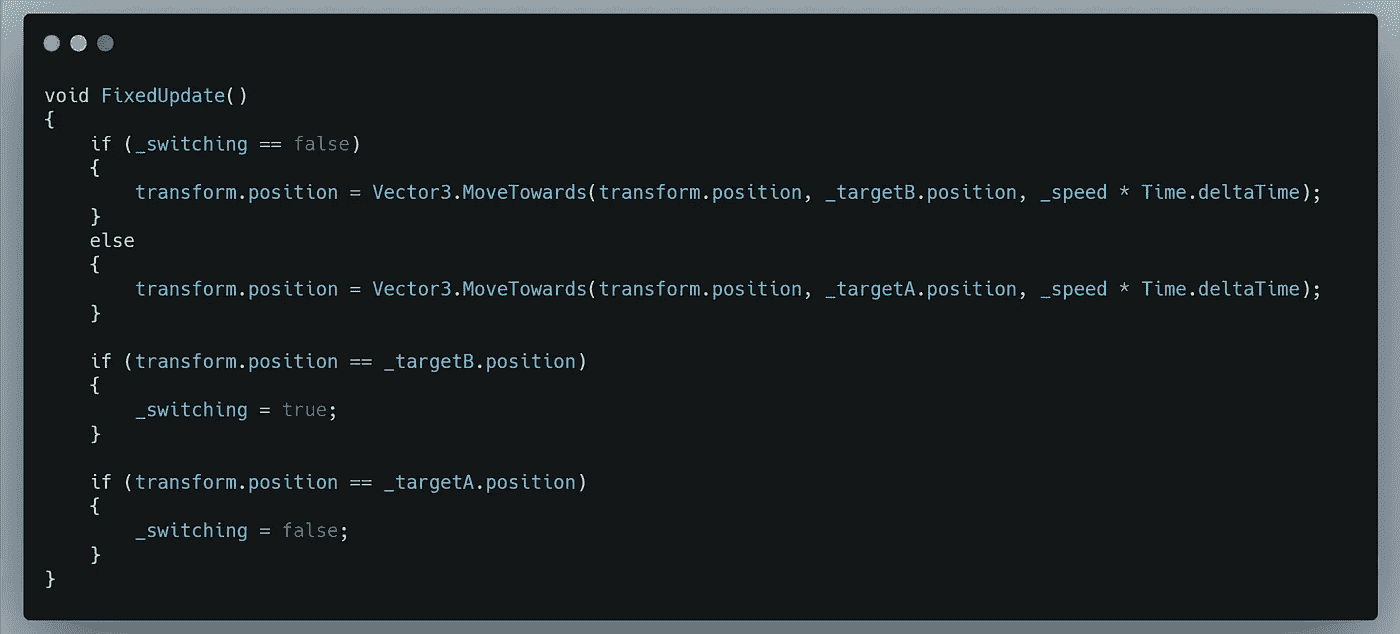 void FixedUpdate()
{
    if (_switching == false)
    {
        transform.position = Vector3.MoveTowards(transform.position, _targetB.position, _speed * Time.deltaTime);
    }
    else
    {
        transform.position = Vector3.MoveTowards(transform.position, _targetA.position, _speed * Time.deltaTime);
    }

    if (transform.position == _targetB.position)
    {
        _switching = true;
    }

    if (transform.position == _targetA.position)
    {
        _switching = false;
    }
}